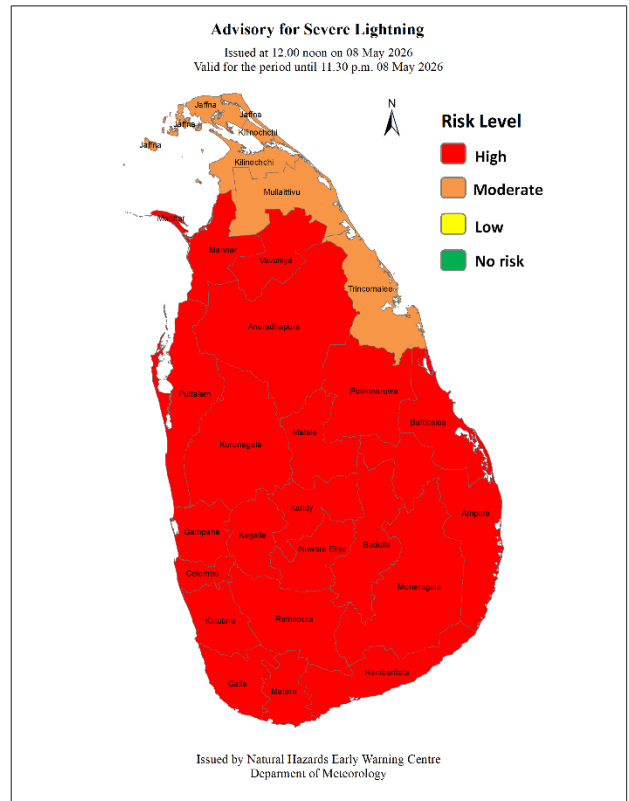 Advisory for Severe Lightning
Issued at 12.00 noon on 08 May 2026
Valid for the period until 11.30 p.m. 08 May 2026
N
Risk Level
High
Moderate
Low
No risk
Jaffna
Jaffna
Jaffna
Jaffna
Kilinochchi
Kilinochchi
Mullaittivu
Mannar
Mannar
Vavuniya
Trincomalee
Anuradhapura
Puttalam
Polonnaruwa
Batticaloa
Kurunegala
Matale
Ampara
Kandy
Gampaha
Kegalle
Nuwara Eliya
Badulla
Colombo
Moneragala
Kalutara
Ratnapura
Hambantota
Galle
Matara
Issued by Natural Hazards Early Warning Centre
Deparment of Meteorology